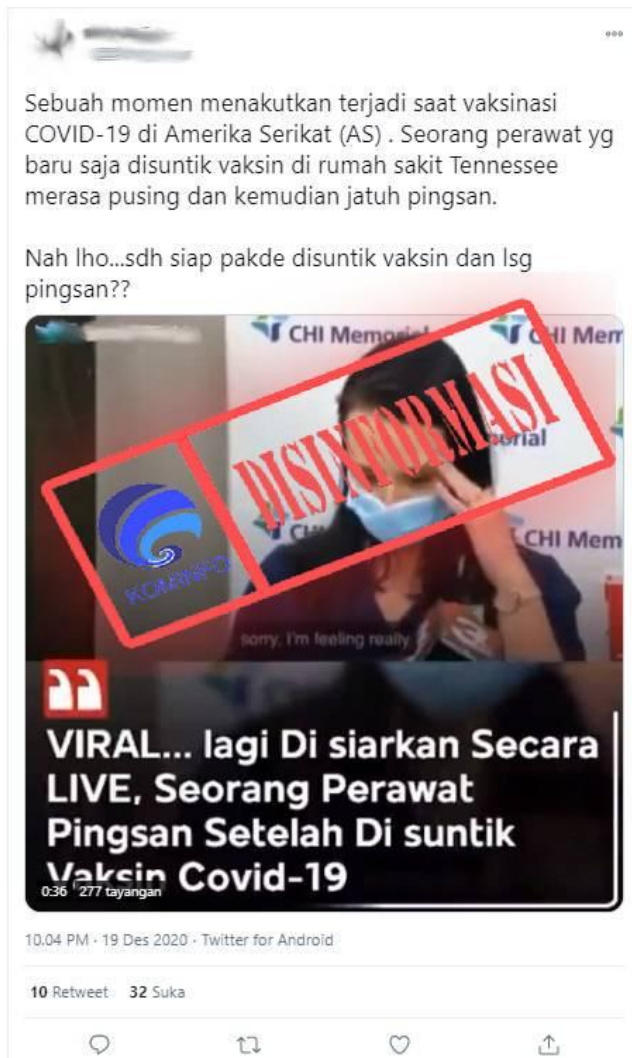 Sebuah momen menakutkan terjadi saat vaksinasi
COVID-19 di Amerika Serikat (AS) . Seorang perawat yg
baru saja disuntik vaksin di rumah sakit Tennessee
merasa pusing dan kemudian jatuh pingsan.
Nah lho...sdh siap pakde disuntik vaksin dan lsg
pingsan??
CHI Memorial
CHI Mem
DISINFORMASI
KOMINFO
orial
CHI Mem
sorry, I'm feeling really
VIRAL... lagi Di siarkan Secara
LIVE, Seorang Perawat
Pingsan Setelah Di suntik
Vaksin Covid-19
0:36 277 tayangan
10.04 PM · 19 Des 2020 · Twitter for Android
10 Retweet 32 Suka